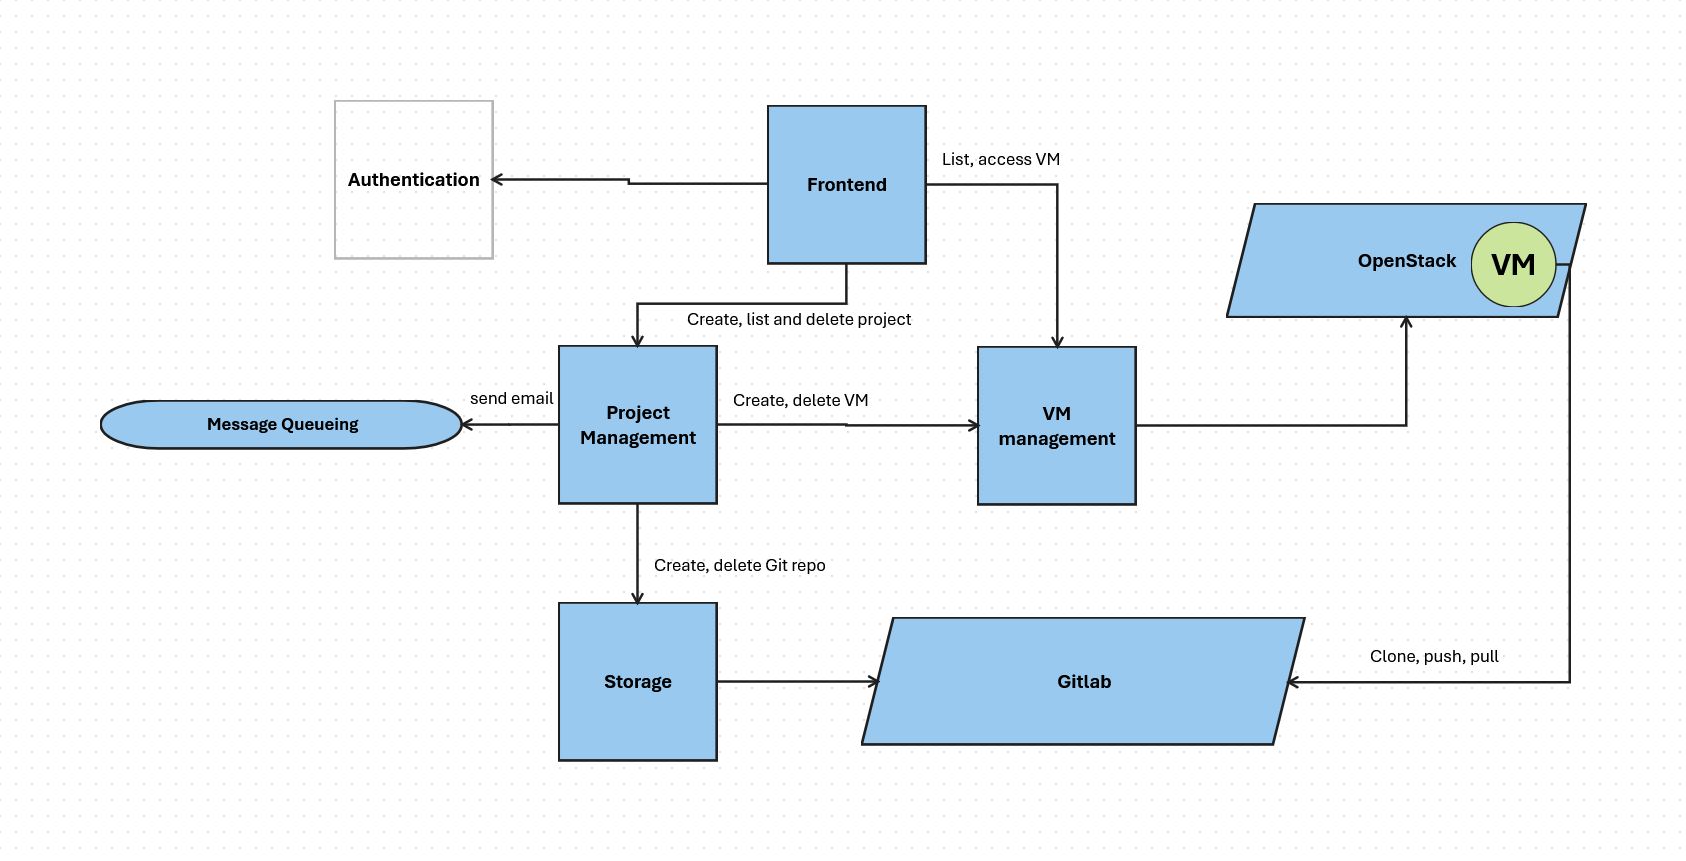 Authentication
Frontend
List, access VM
OpenStack
VM
Create, list and delete project
Message Queueing
send email
Project
Management
Create, delete VM
VM
management
Create, delete Git repo
Storage
Gitlab
Clone, push, pull